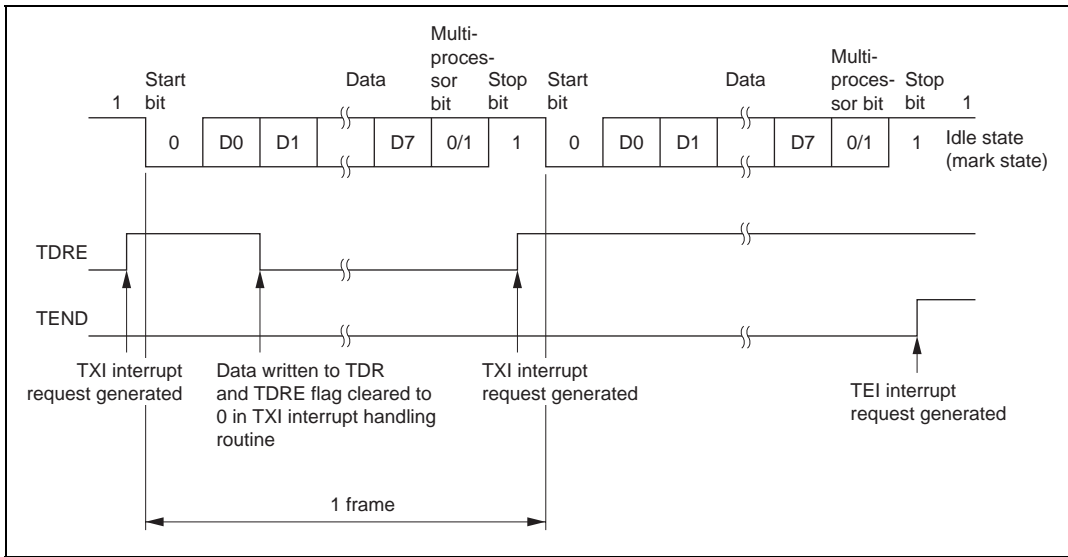 Multi-
proces-
sor
bit
Start
bit
Data
Stop
bit
Start
bit
Data
Multi-
proces-
sor bit
Stop
bit
1
1
0
D0
D1
D7
0/1
1
0
D0
D1
D7
0/1
1
Idle state
(mark state)
TDRE
TEND
TXI interrupt
request generated
Data written to TDR
and TDRE flag cleared to
0 in TXI interrupt handling
routine
TXI interrupt
request generated
TEI interrupt
request generated
1 frame